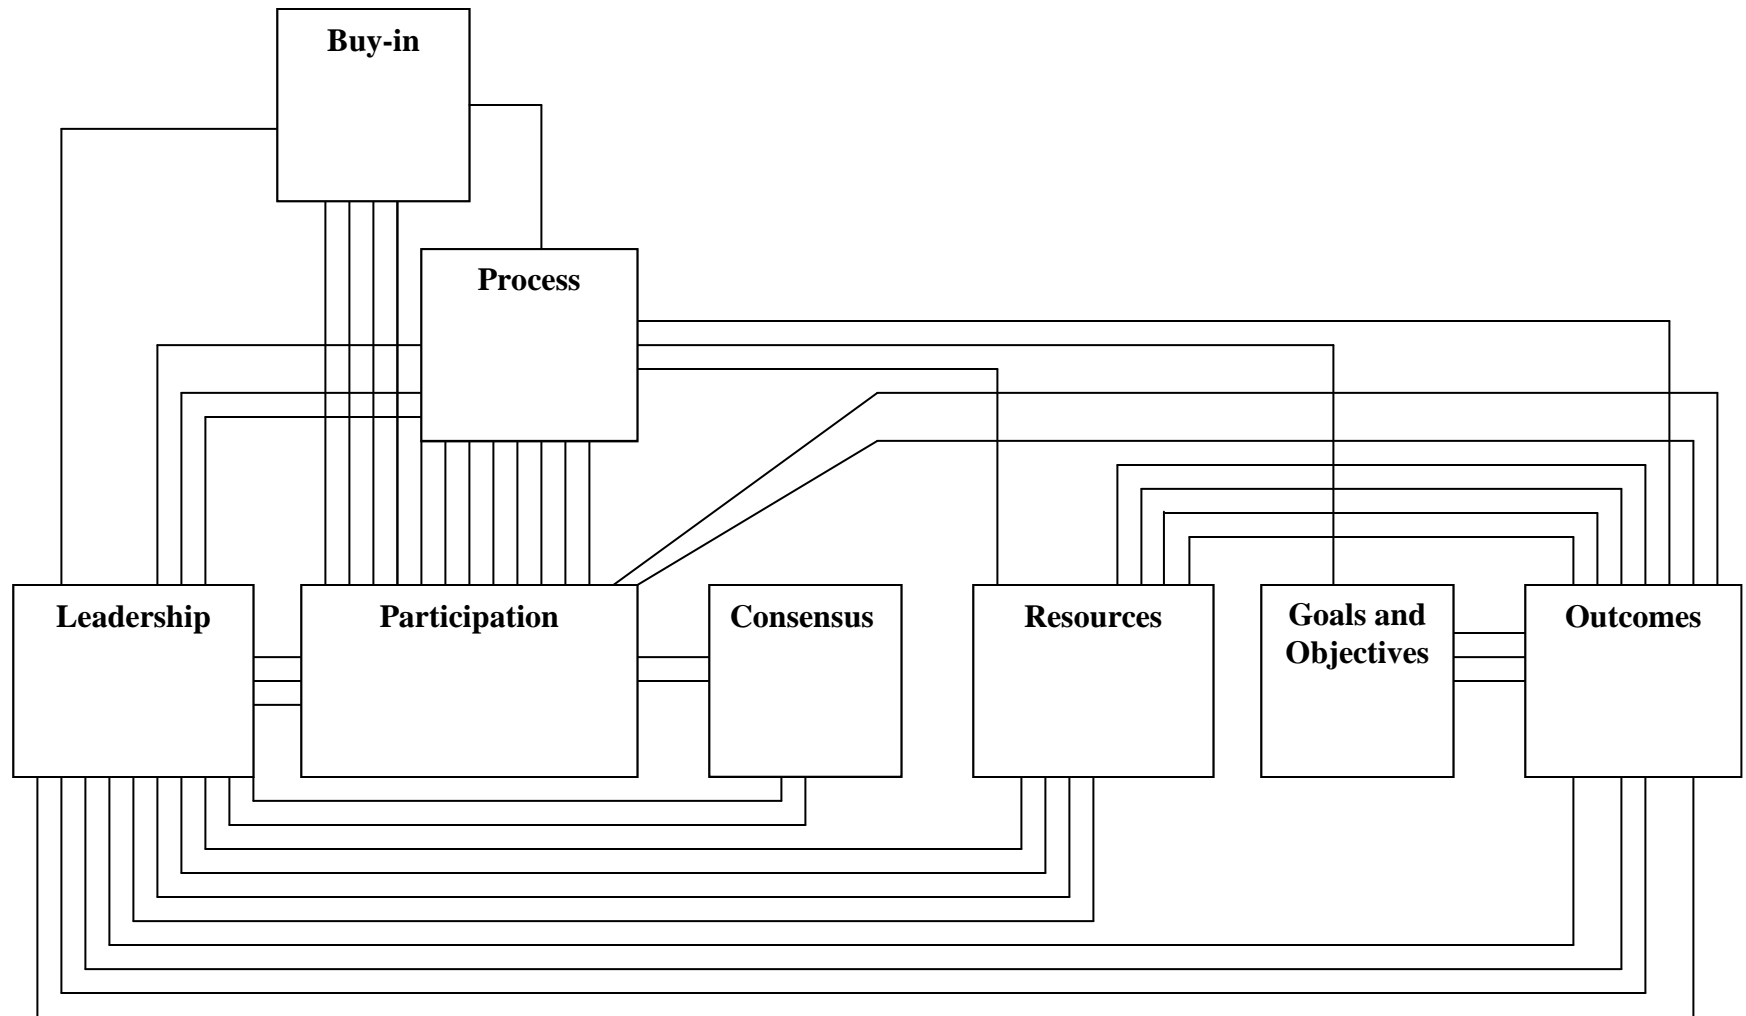 Buy-in
Process
Leadership
Participation
Consensus
Resources
Goals and
Objectives
Outcomes